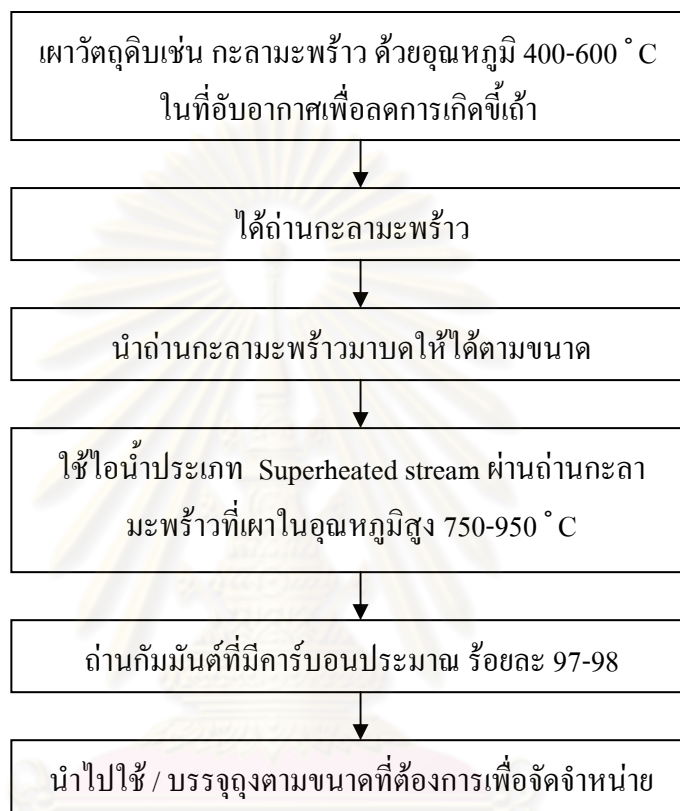 เผาวัตถุดิบเช่น กะลามะพร้าว ด้วยอุณหภูมิ 400-600 ˚ C
ในที่อับอากาศเพื่อลดการเกิดขี้เถ้า
ได้ถ่านกะลามะพร้าว
นำถ่านกะลามะพร้าวมาบดให้ได้ตามขนาด
ใช้ไอน้ำประเภท Superheated stream ผ่านถ่านกะลา
มะพร้าวที่เผาในอุณหภูมิสูง 750-950 ˚ C
ถ่านกัมมันต์ที่มีคาร์บอนประมาณ ร้อยละ 97-98
นำไปใช้ / บรรจุถุงตามขนาดที่ต้องการเพื่อจัดจำหน่าย